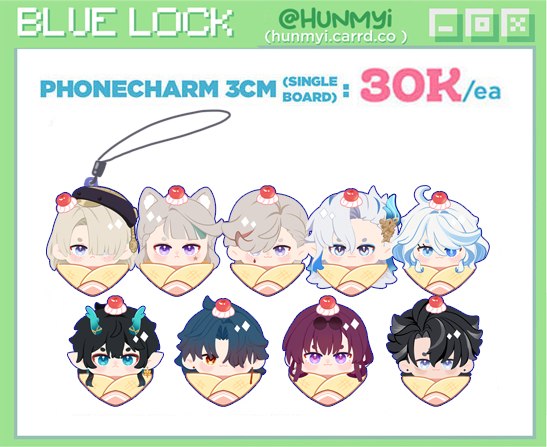 BLUE LOCK
@HUNMYi
(hunmyi.carrd.co )
PHONECHARM 3CM (SINGLE BOARD) : 30K/ea